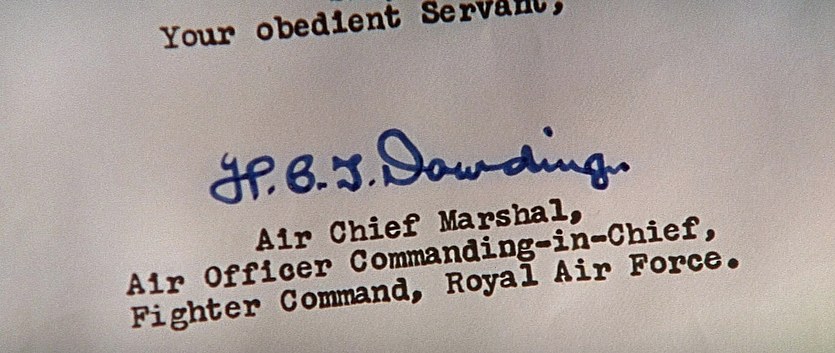 Your obedient Servant,
H.C.T. Dowding.
Air Chief Marshal,
Air Officer Commanding-in-Chief,
Fighter Command, Royal Air Force.